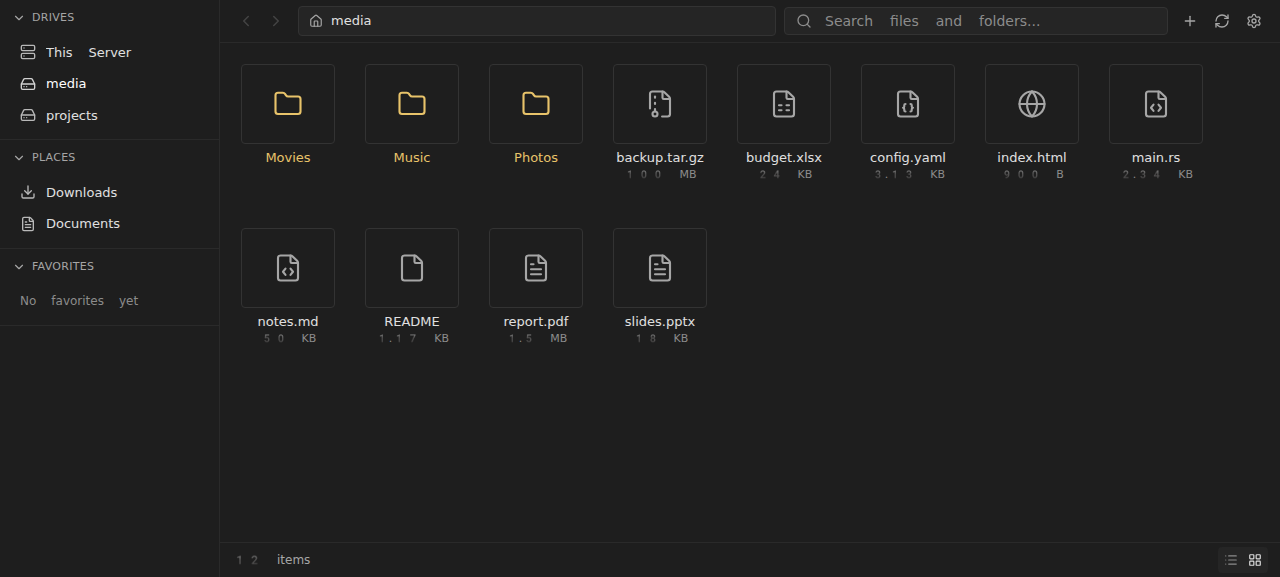 DRIVES
This Server
media
projects
PLACES
Downloads
Documents
FAVORITES
No favorites yet
media
Search files and folders...
Movies
Music
Photos
backup.tar.gz
100 MB
budget.xlsx
24 KB
config.yaml
3.13 KB
index.html
900 B
main.rs
2.34 KB
notes.md
50 KB
README
1.17 KB
report.pdf
1.5 MB
slides.pptx
18 KB
12 items